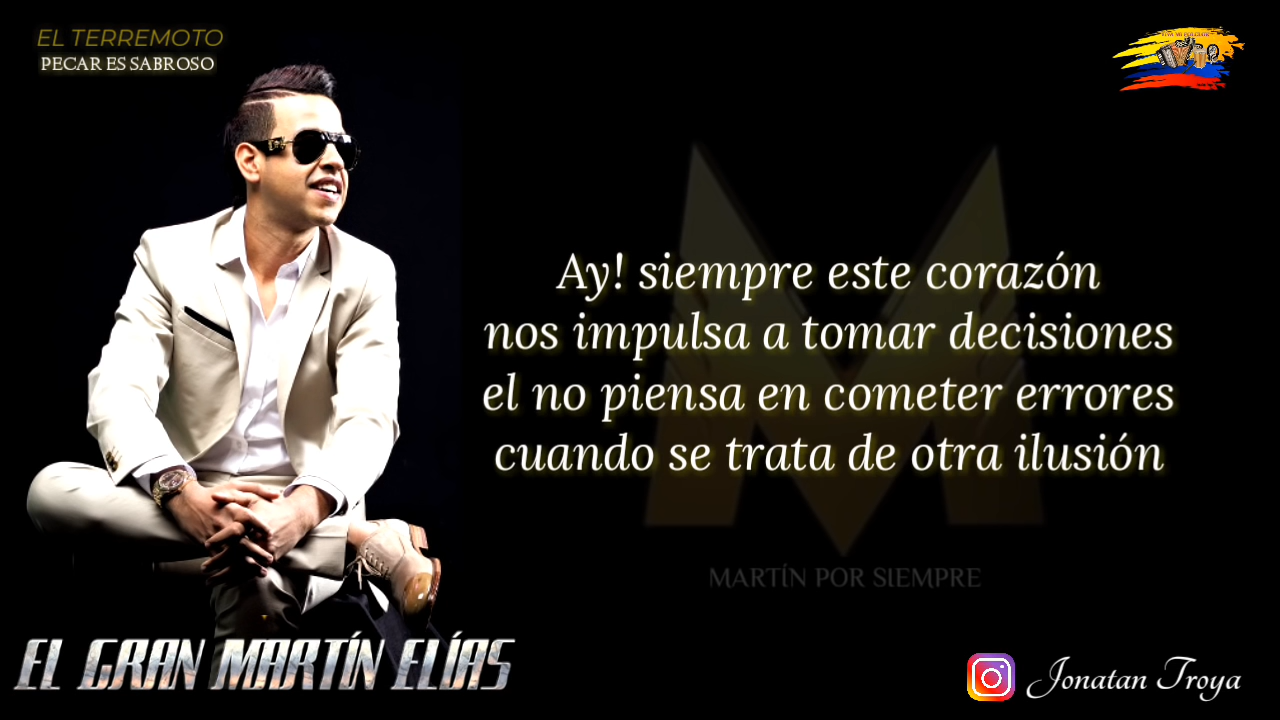 EL TERREMOTO
PECAR ES SABROSO
Ay! siempre este corazón
nos impulsa a tomar decisiones
el no piensa en cometer errores
cuando se trata de otra ilusión
MARTÍN POR SIEMPRE
EL GRAN MARTÍN ELÍAS
Jonatan Troya